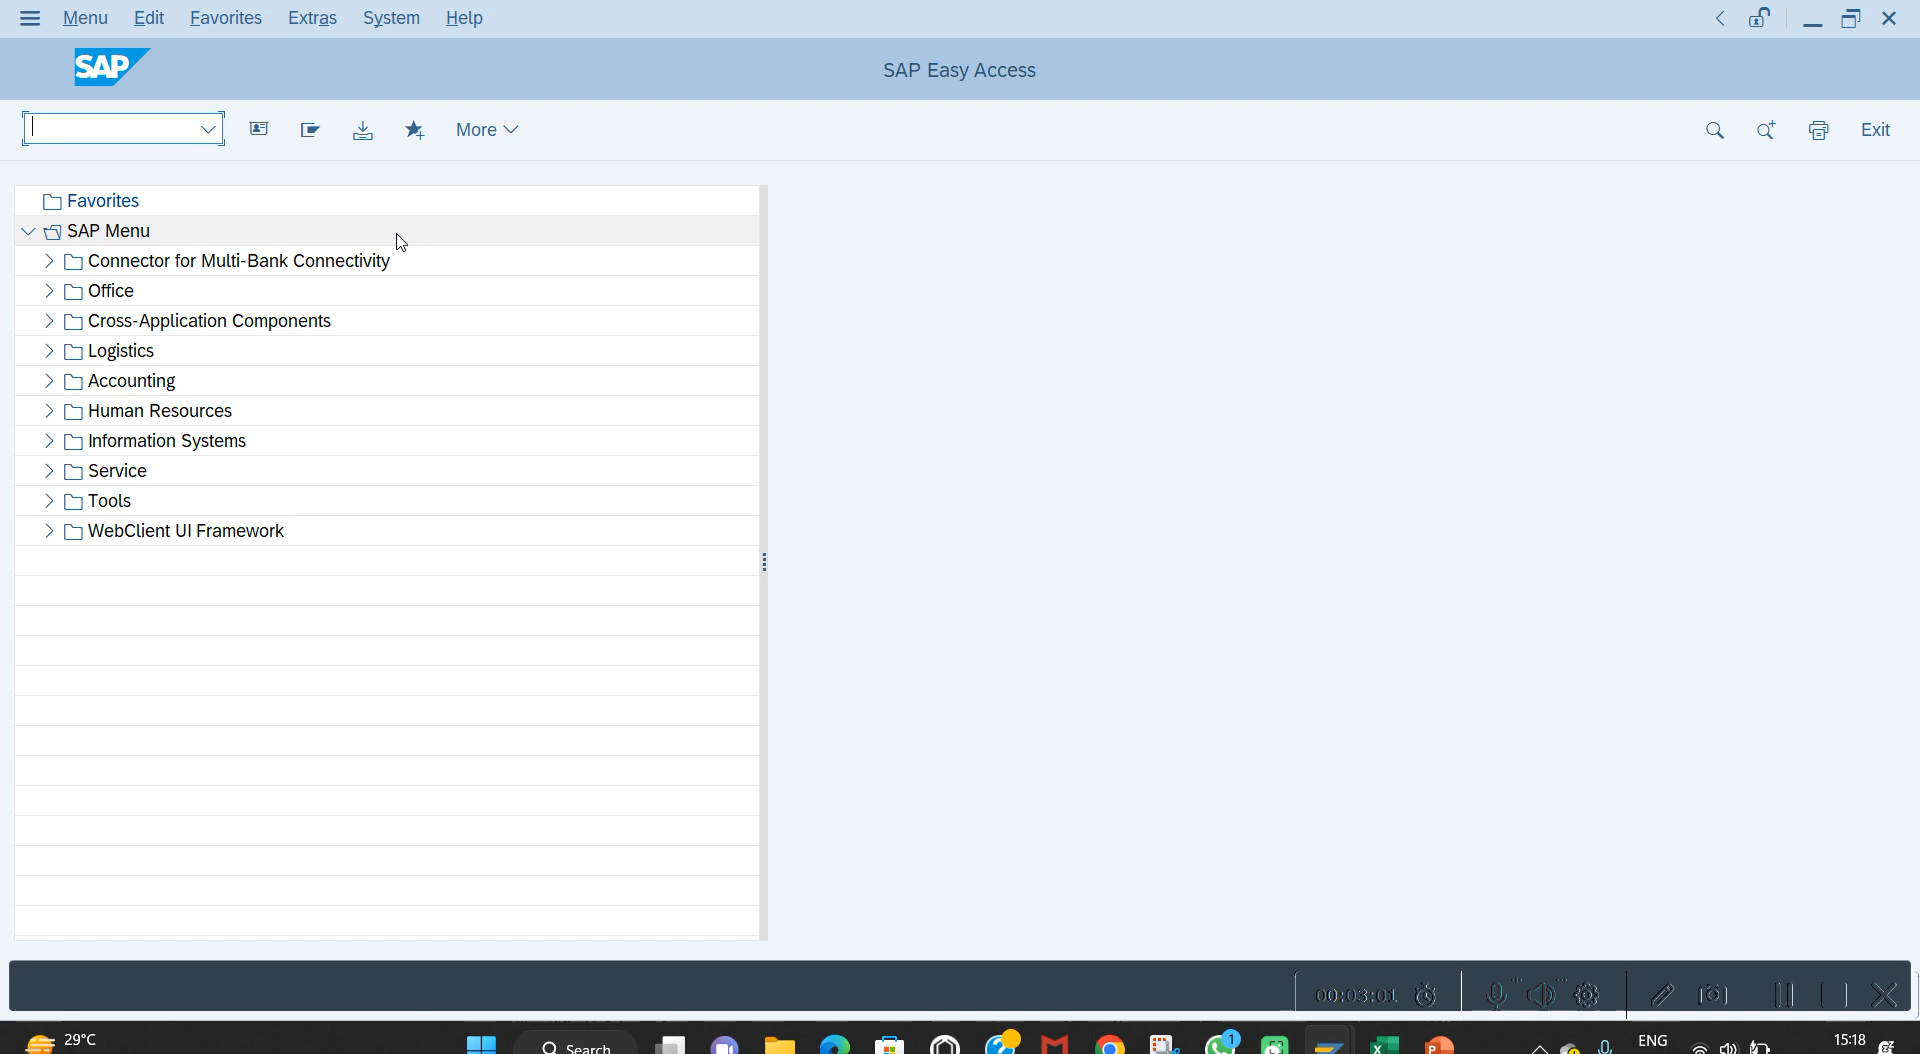 Menu Edit Favorites Extras System Help
SAP SAP Easy Access
More Exit
Favorites
SAP Menu
Connector for Multi-Bank Connectivity
Office
Cross-Application Components
Logistics
Accounting
Human Resources
Information Systems
Service
Tools
WebClient UI Framework
00:03:01
29°C Search 1 ENG 15:18